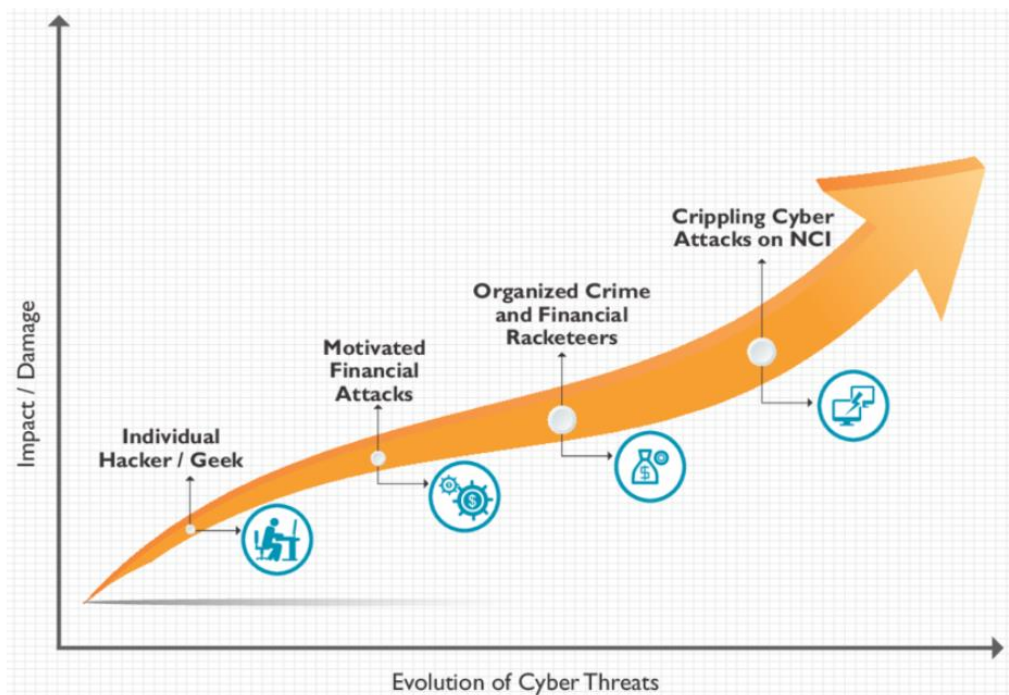 Crippling Cyber
Attacks on NCI
Organized Crime
and Financial
Racketeers
Motivated
Financial
Attacks
Individual
Hacker / Geek
Impact / Damage
Evolution of Cyber Threats
$
$